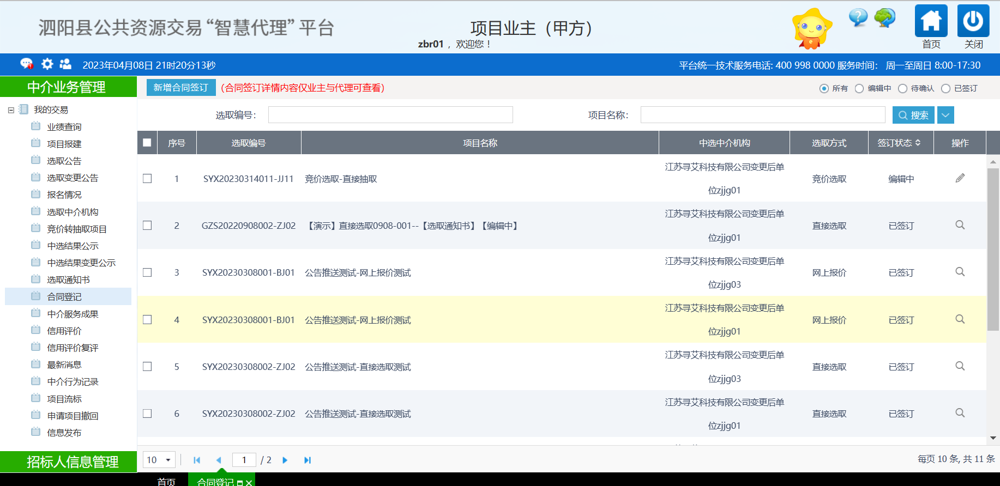 泗阳县公共资源交易“智慧代理”平台
项目业主（甲方）
zbr01 ，欢迎您！
首页
关闭
2023年04月08日 21时20分13秒
平台统一技术服务电话: 400 998 0000 服务时间： 周一至周日 8:00-17:30
中介业务管理
我的交易
业绩查询
项目报建
选取公告
选取变更公告
报名情况
选取中介机构
竞价转抽取项目
中选结果公示
中选结果变更公示
选取通知书
合同登记
中介服务成果
信用评价
信用评价复评
最新消息
中介行为记录
项目流标
申请项目撤回
信息发布
招标人信息管理
新增合同签订 （合同签订详情内容仅业主与代理可查看）
所有 编辑中 待确认 已签订
选取编号： 项目名称： 搜索
序号 选取编号 项目名称 中选中介机构 选取方式 签订状态 操作
1 SYX20230314011-JJ11 竞价选取-直接抽取 江苏寻艾科技有限公司变更后单 竞价选取 编辑中
位zjjg01
2 GZS20220908002-ZJ02 【演示】直接选取0908-001--【选取通知书】【编辑中】 江苏寻艾科技有限公司变更后单 直接选取 已签订
位zjjg01
3 SYX20230308001-BJ01 公告推送测试-网上报价测试 江苏寻艾科技有限公司变更后单 网上报价 已签订
位zjjg03
4 SYX20230308001-BJ01 公告推送测试-网上报价测试 江苏寻艾科技有限公司变更后单 网上报价 已签订
位zjjg01
5 SYX20230308002-ZJ02 公告推送测试-直接选取测试 江苏寻艾科技有限公司变更后单 直接选取 已签订
位zjjg03
6 SYX20230308002-ZJ02 公告推送测试-直接选取测试 江苏寻艾科技有限公司变更后单 直接选取 已签订
位zjjg01
10 1 / 2 每页 10 条, 共 11 条
首页 合同登记